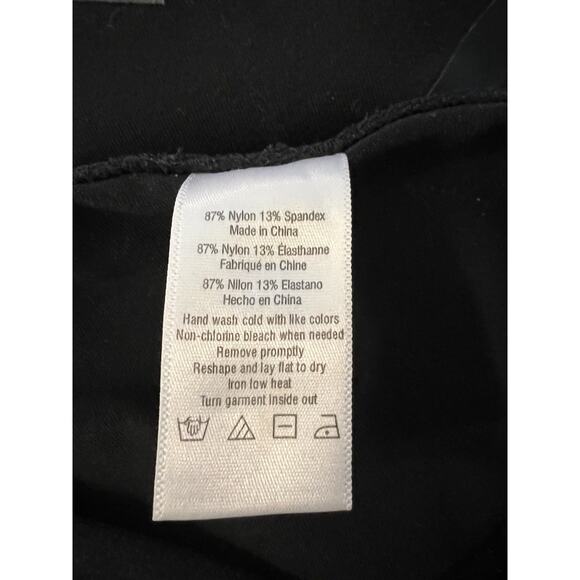 87% Nylon 13% Spandex
Made in China
87% Nylon 13% Élasthanne
Fabriqué en Chine
87% Nilon 13% Elastano
Hecho en China
Hand wash cold with like colors
Non-chlorine bleach when needed
Remove promptly
Reshape and lay flat to dry
Iron low heat
Turn garment inside out